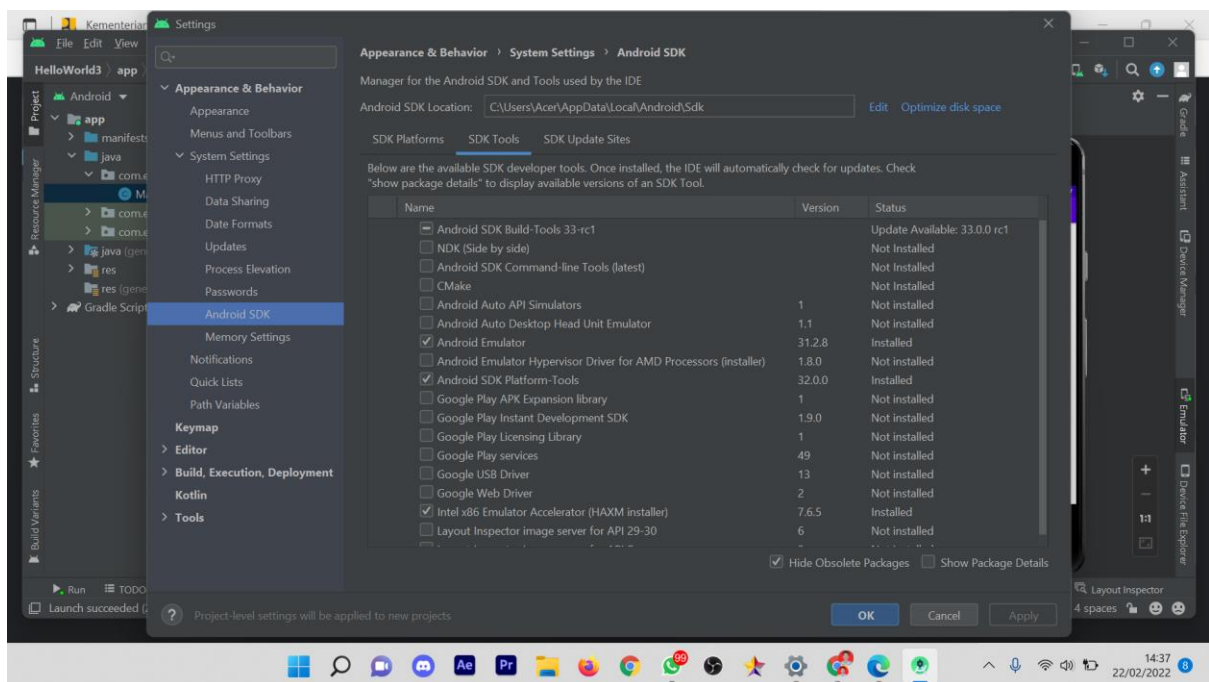 Kementerian
Settings
File Edit View
HelloWorld3 app
Android
app
manifests
java
res
Gradle Script
Project
Resource Manager
Structure
Favorites
Build Variants
Appearance & Behavior
Appearance
Menus and Toolbars
System Settings
HTTP Proxy
Data Sharing
Date Formats
Updates
Process Elevation
Passwords
Android SDK
Memory Settings
Notifications
Quick Lists
Path Variables
Keymap
Editor
Build, Execution, Deployment
Kotlin
Tools
Appearance & Behavior › System Settings › Android SDK
Manager for the Android SDK and Tools used by the IDE
Android SDK Location: C:\Users\Acer\AppData\Local\Android\Sdk Edit Optimize disk space
SDK Platforms SDK Tools SDK Update Sites
Below are the available SDK developer tools. Once installed, the IDE will automatically check for updates. Check
"show package details" to display available versions of an SDK Tool.
Name Version Status
Android SDK Build-Tools 33-rc1 Update Available: 33.0.0 rc1
NDK (Side by side) Not Installed
Android SDK Command-line Tools (latest) Not Installed
CMake Not Installed
Android Auto API Simulators 1 Not installed
Android Auto Desktop Head Unit Emulator 1.1 Not installed
Android Emulator 31.2.8 Installed
Android Emulator Hypervisor Driver for AMD Processors (installer) 1.8.0 Not installed
Android SDK Platform-Tools 32.0.0 Installed
Google Play APK Expansion library 1 Not installed
Google Play Instant Development SDK 1.9.0 Not installed
Google Play Licensing Library 1 Not installed
Google Play services 49 Not installed
Google USB Driver 13 Not installed
Google Web Driver 2 Not installed
Intel x86 Emulator Accelerator (HAXM installer) 7.6.5 Installed
Layout Inspector image server for API 29-30 6 Not installed
Hide Obsolete Packages Show Package Details
? Project-level settings will be applied to new projects
OK Cancel Apply
Gradle
Assistant
Device Manager
Emulator
Device File Explorer
1:1
Run TODO
Layout Inspector
Launch succeeded
4 spaces
Ae Pr 99
14:37
22/02/2022 8